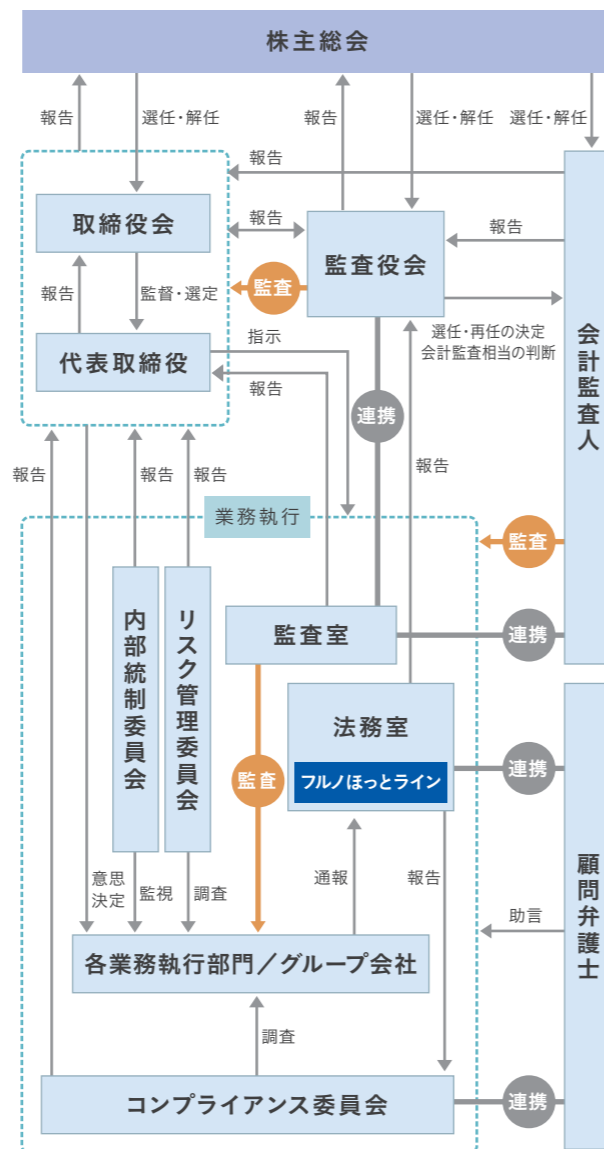 株主総会
報告
選任・解任
報告
選任・解任
選任・解任
報告
取締役会
報告
報告
監査役会
監査
報告
監督・選定
選任・再任の決定
会計監査相当の判断
指示
代表取締役
報告
会計監査人
連携
報告
報告
報告
報告
業務執行
監査
内部統制委員会
リスク管理委員会
監査室
連携
法務室
フルノほっとライン
連携
監査
意思
決定
監視
調査
通報
報告
顧問弁護士
助言
各業務執行部門／グループ会社
調査
コンプライアンス委員会
連携